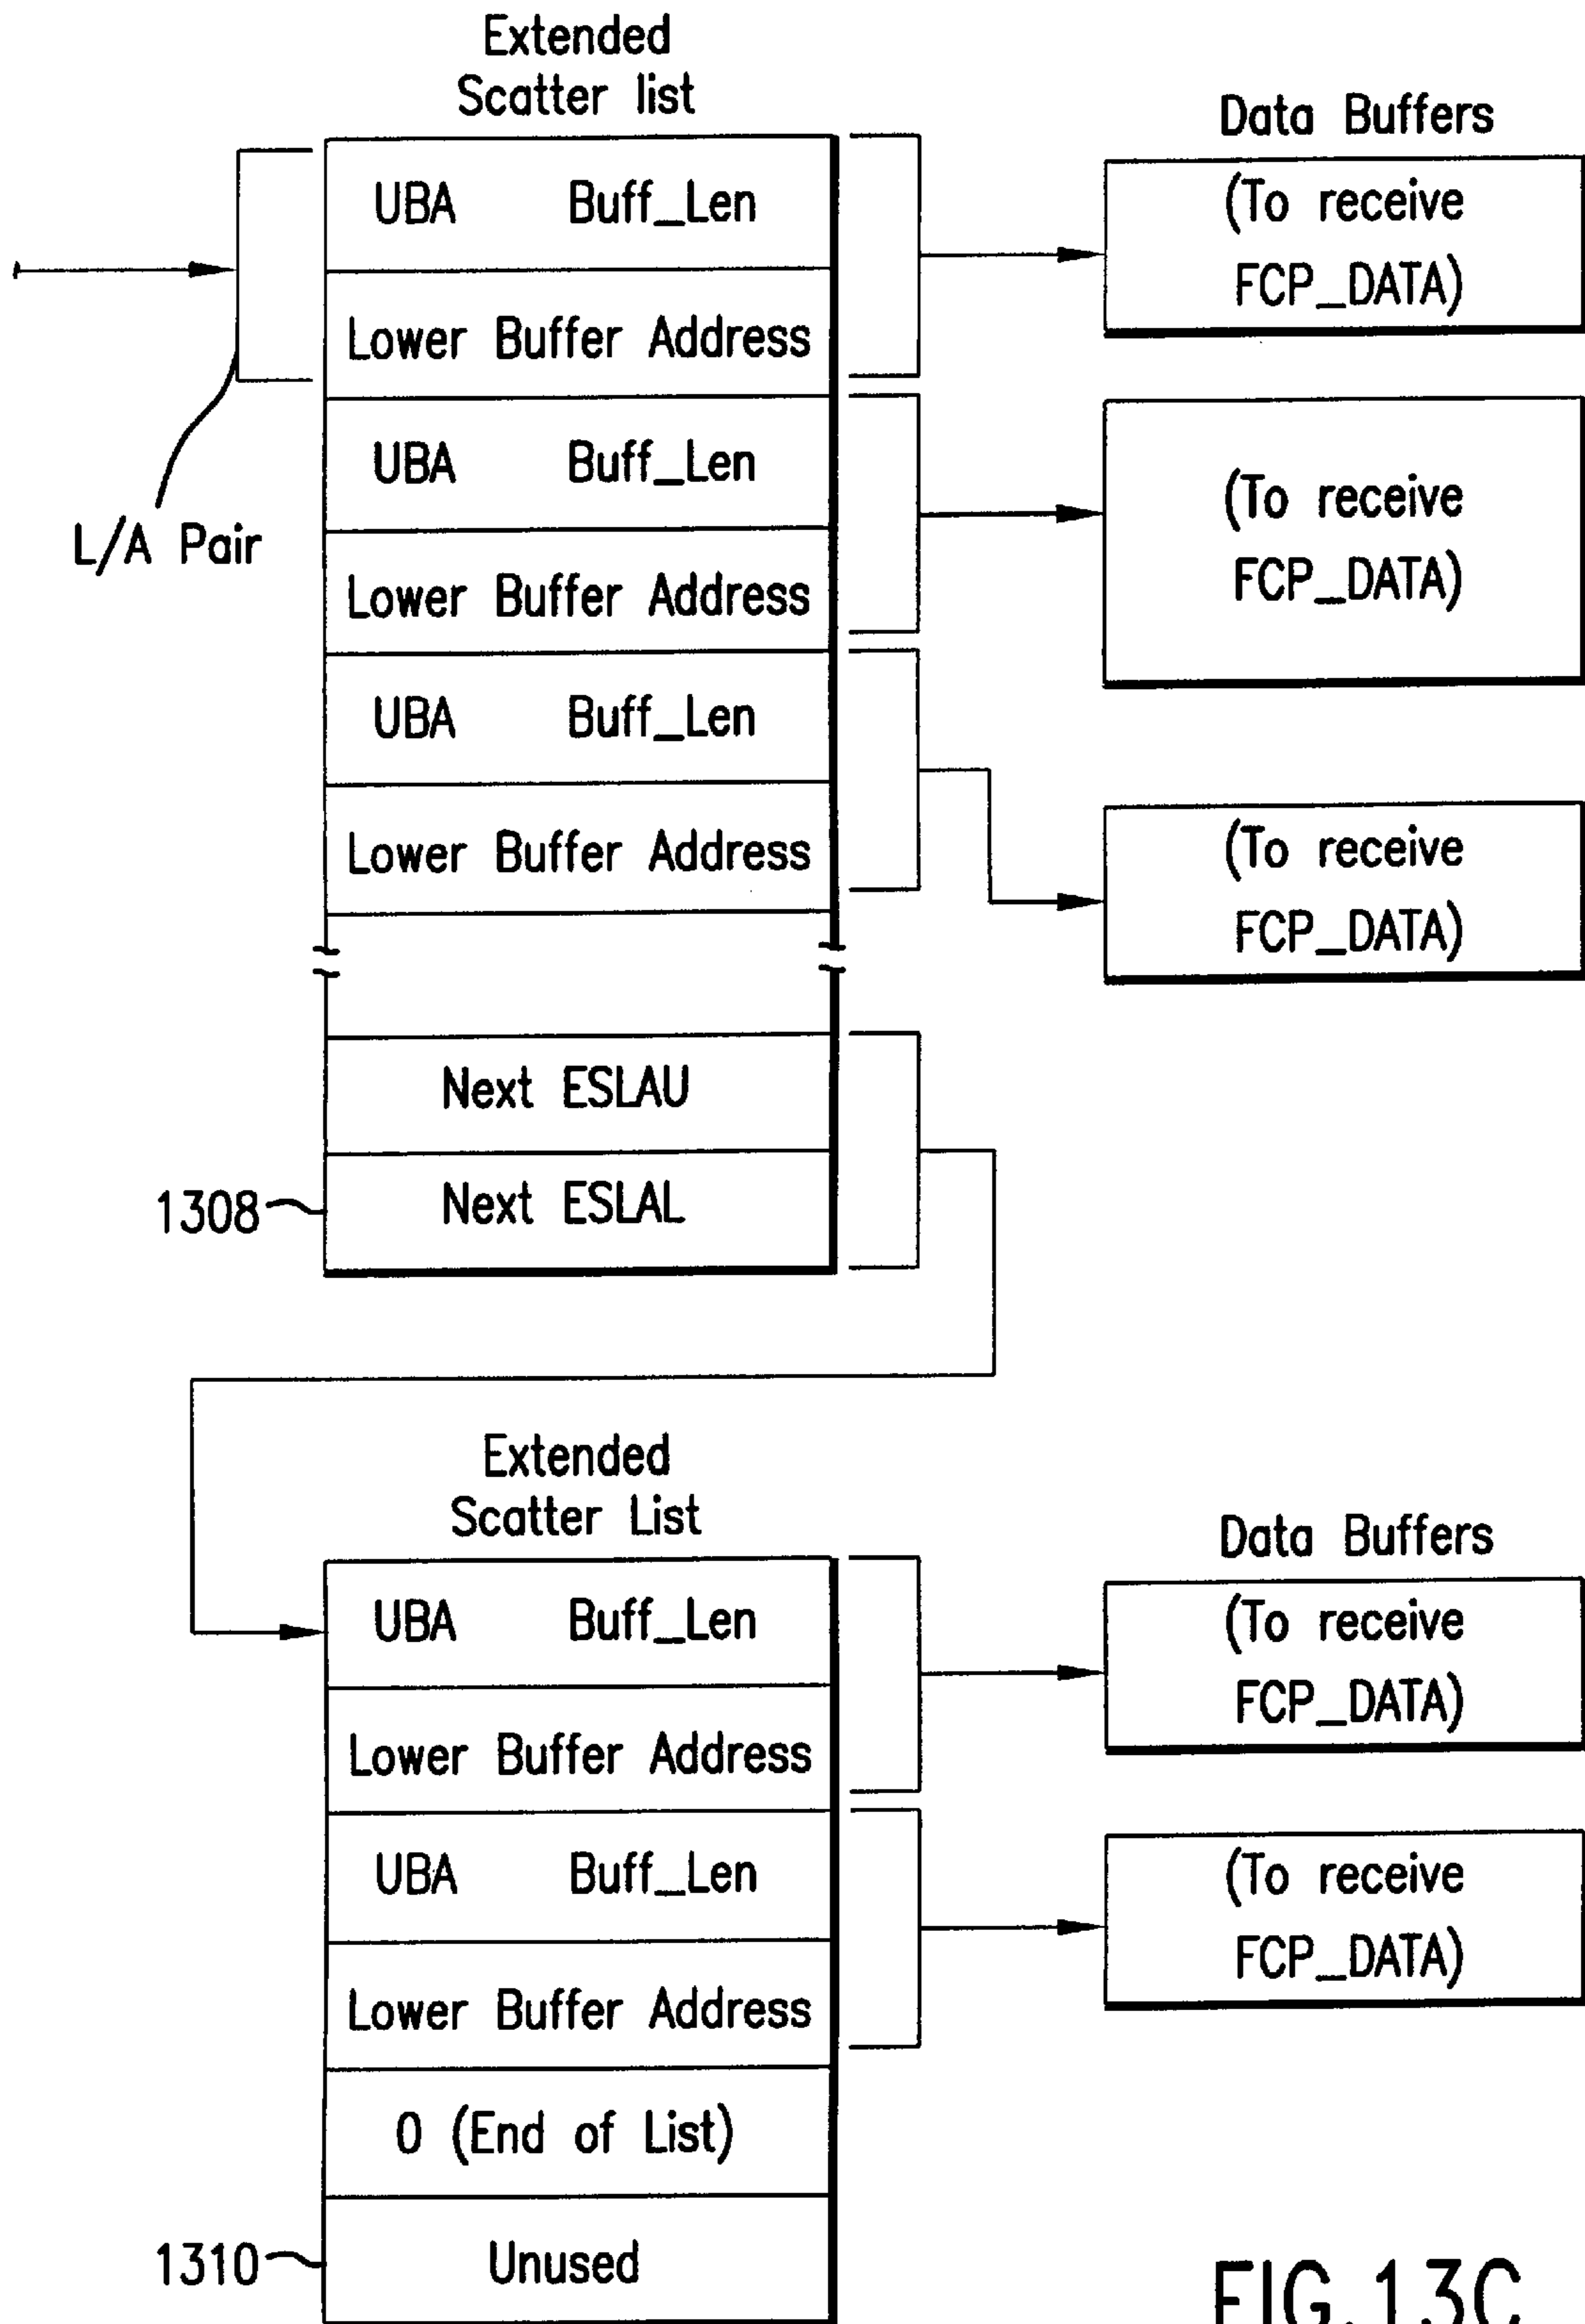 Extended
Scatter list
Data Buffers
UBA Buff_Len
Lower Buffer Address
(To receive
FCP_DATA)
L/A Pair
UBA Buff_Len
Lower Buffer Address
(To receive
FCP_DATA)
UBA Buff_Len
Lower Buffer Address
(To receive
FCP_DATA)
Next ESLAU
1308
Next ESLAL
Extended
Scatter List
Data Buffers
UBA Buff_Len
Lower Buffer Address
(To receive
FCP_DATA)
UBA Buff_Len
Lower Buffer Address
(To receive
FCP_DATA)
0 (End of List)
1310
Unused
FIG.13C